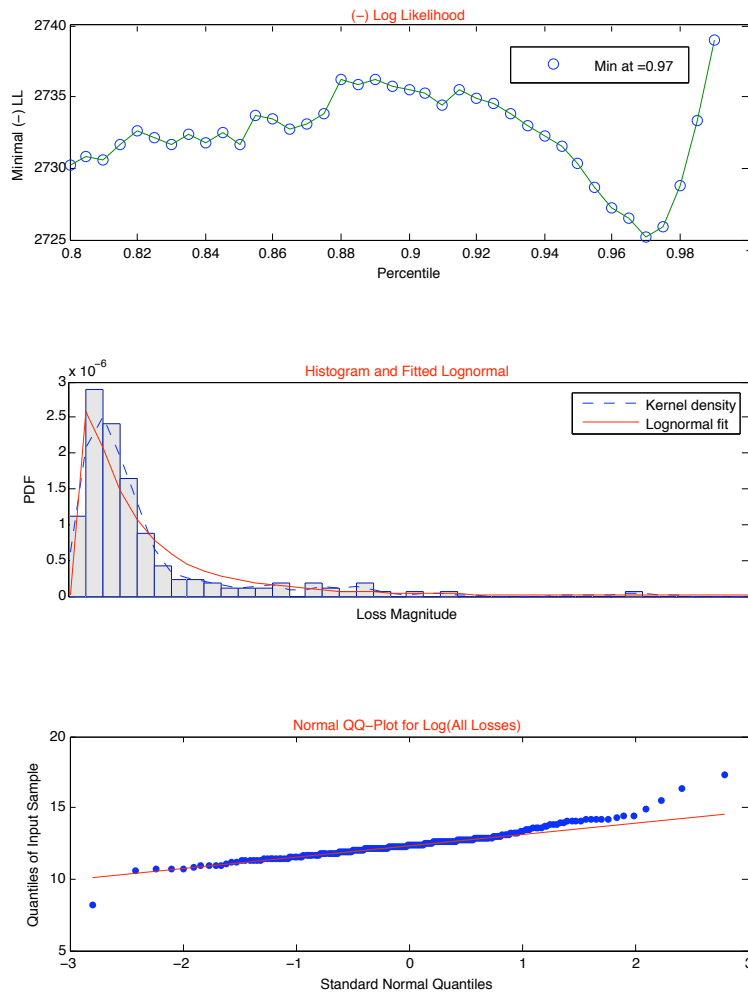 (−) Log Likelihood
2740
2735
2730
2725
Minimal (−) LL
Min at =0.97
0.8
0.82
0.84
0.86
0.88
0.9
0.92
0.94
0.96
0.98
1
Percentile
x 10−6
Histogram and Fitted Lognormal
3
2.5
2
1.5
1
0.5
0
PDF
Kernel density
Lognormal fit
Loss Magnitude
Normal QQ−Plot for Log(All Losses)
20
15
10
5
Quantiles of Input Sample
−3
−2
−1
0
1
2
3
Standard Normal Quantiles